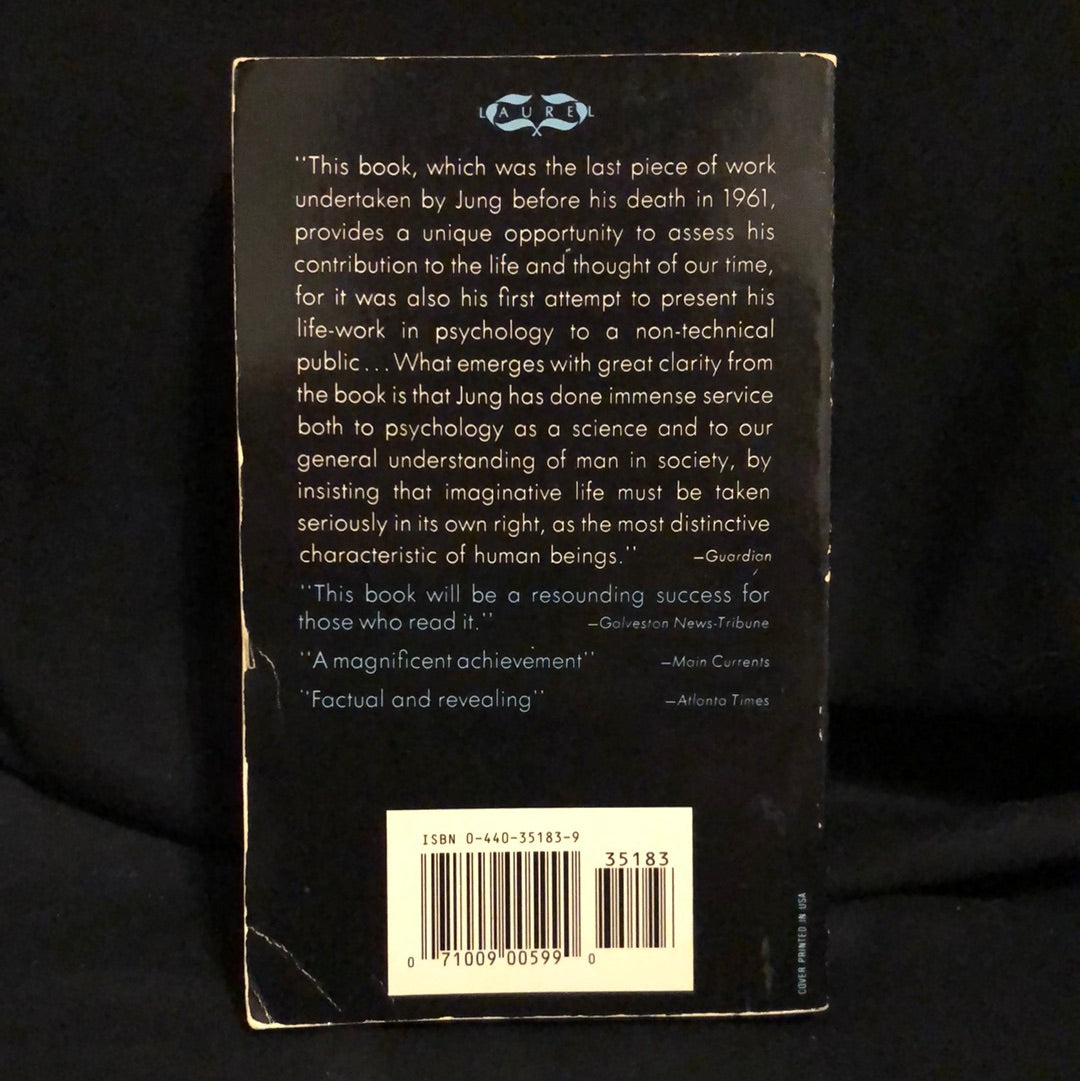 LAUREL
"This book, which was the last piece of work
undertaken by Jung before his death in 1961,
provides a unique opportunity to assess his
contribution to the life and thought of our time,
for it was also his first attempt to present his
life-work in psychology to a non-technical
public... What emerges with great clarity from
the book is that Jung has done immense service
both to psychology as a science and to our
general understanding of man in society, by
insisting that imaginative life must be taken
seriously in its own right, as the most distinctive
characteristic of human beings." —Guardian
"This book will be a resounding success for
those who read it." —Galveston News-Tribune
"A magnificent achievement" —Main Currents
"Factual and revealing" —Atlanta Times
ISBN 0-440-35183-9
35183
0 71009 00599 0
COVER PRINTED IN USA